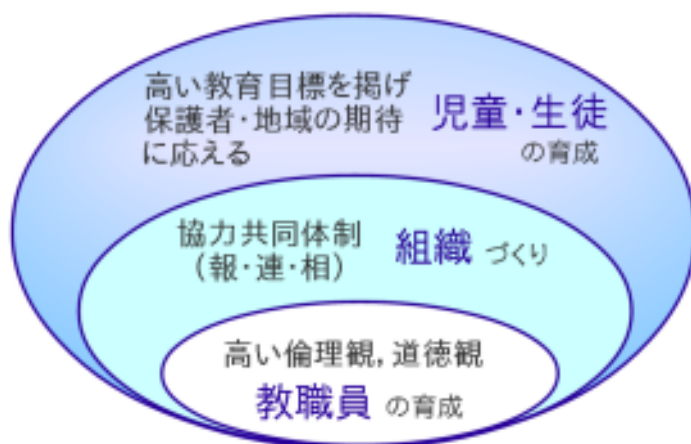 高い教育目標を掲げ
保護者・地域の期待
に応える
児童・生徒
の育成
協力共同体制
（報・連・相）
組織 づくり
高い倫理観，道徳観
教職員 の育成